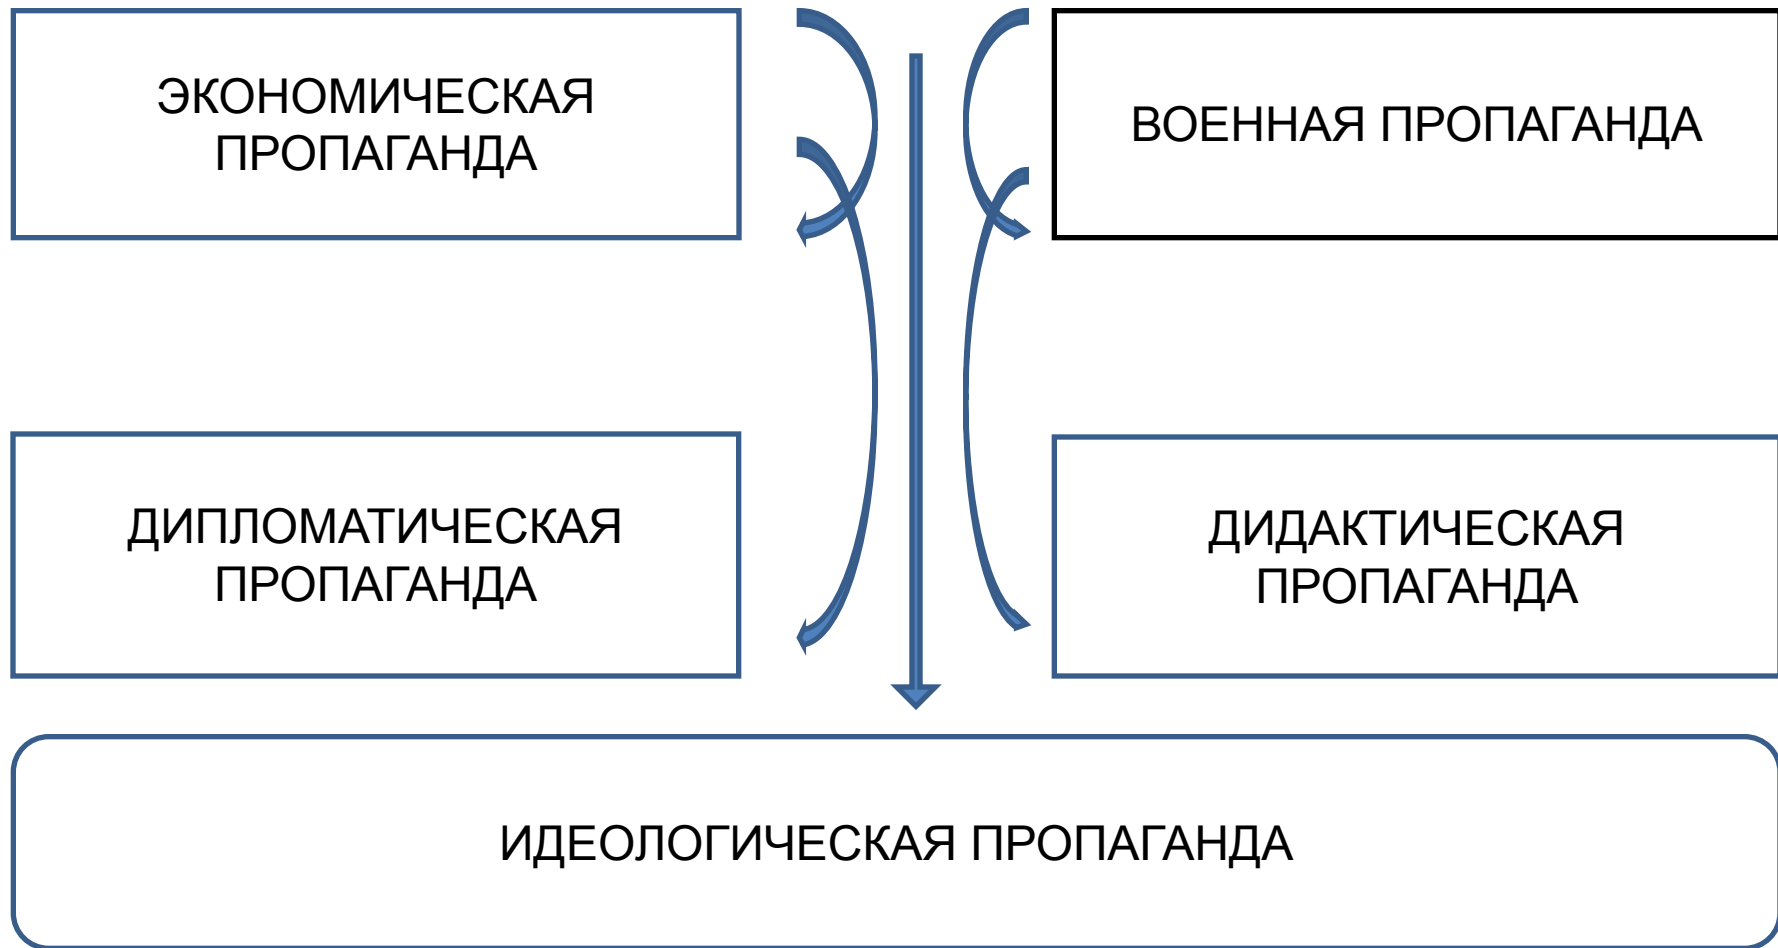 ЭКОНОМИЧЕСКАЯ
ПРОПАГАНДА
ВОЕННАЯ ПРОПАГАНДА
ДИПЛОМАТИЧЕСКАЯ
ПРОПАГАНДА
ДИДАКТИЧЕСКАЯ
ПРОПАГАНДА
ИДЕОЛОГИЧЕСКАЯ ПРОПАГАНДА